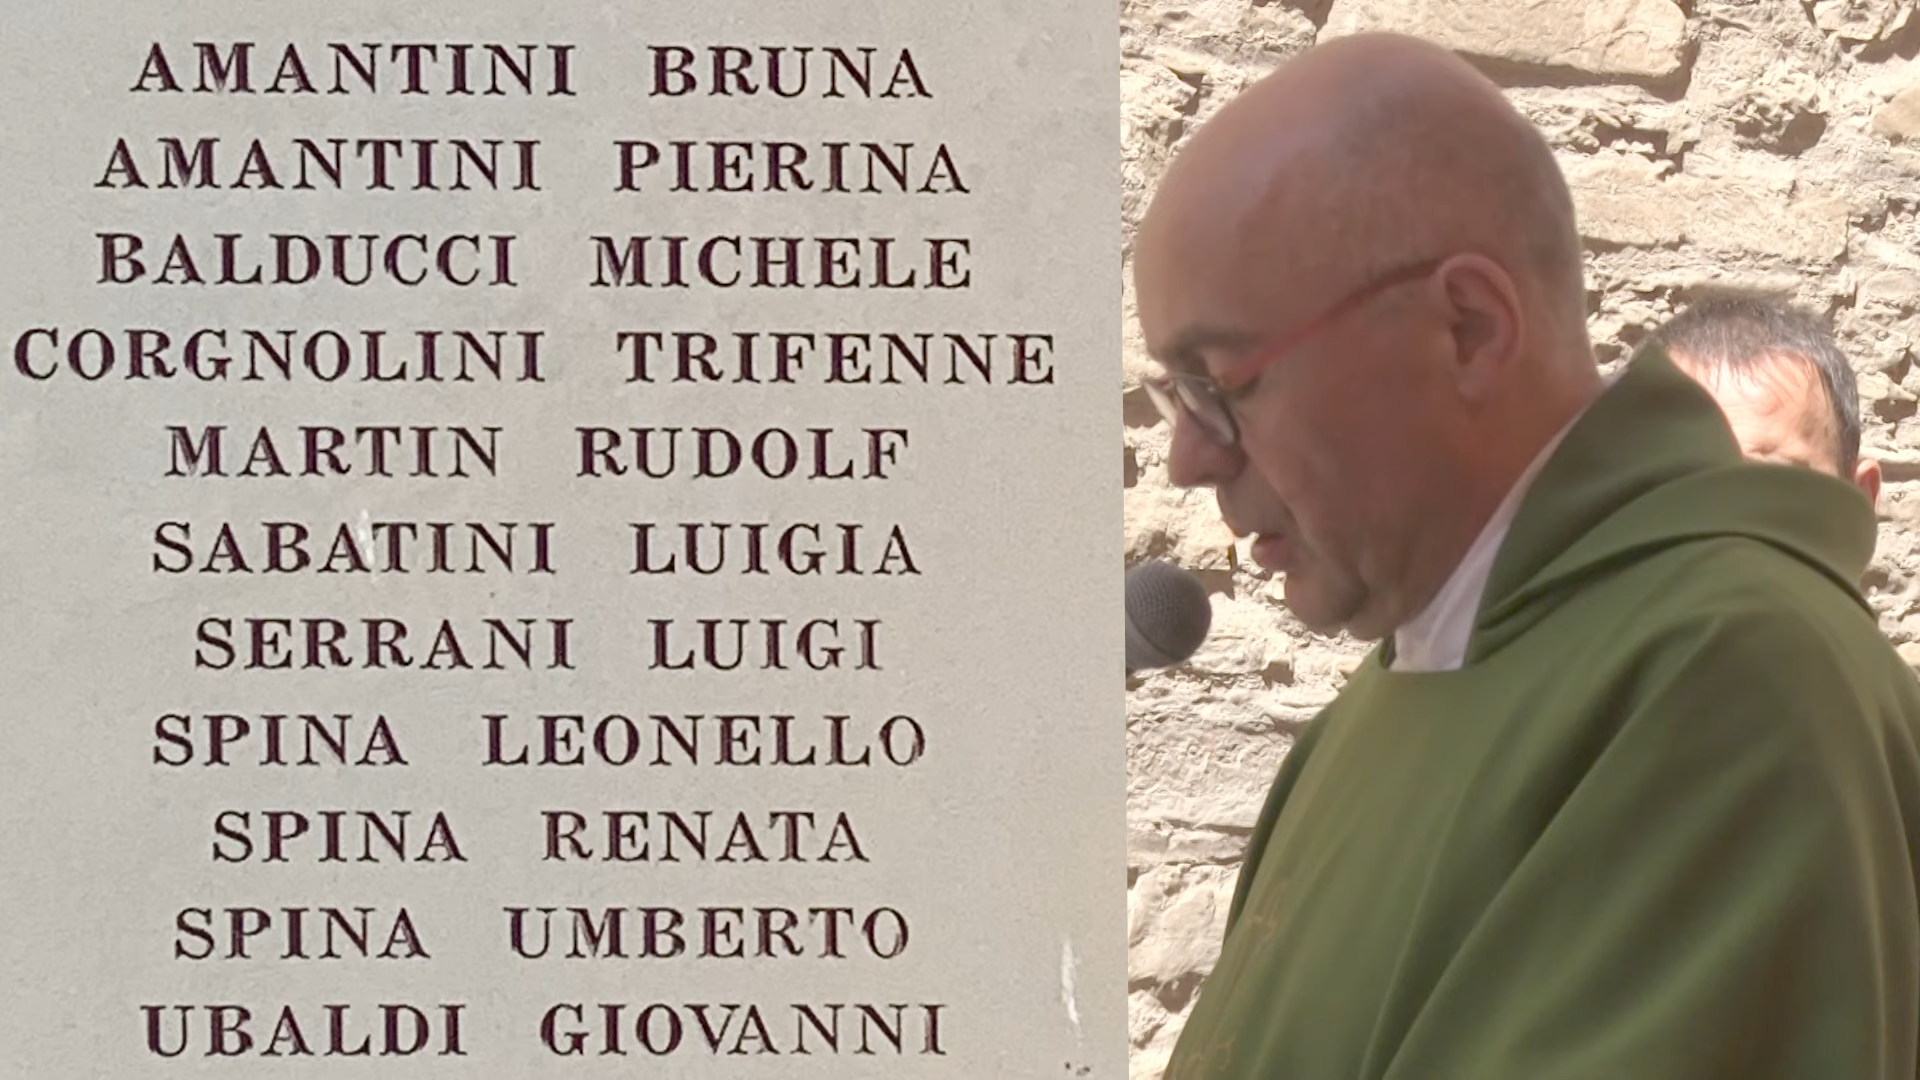 AMANTINI BRUNA
AMANTINI PIERINA
BALDUCCI MICHELE
CORGNOLINI TRIFENNE
MARTIN RUDOLF
SABATINI LUIGIA
SERRANI LUIGI
SPINA LEONELLO
SPINA RENATA
SPINA UMBERTO
UBALDI GIOVANNI